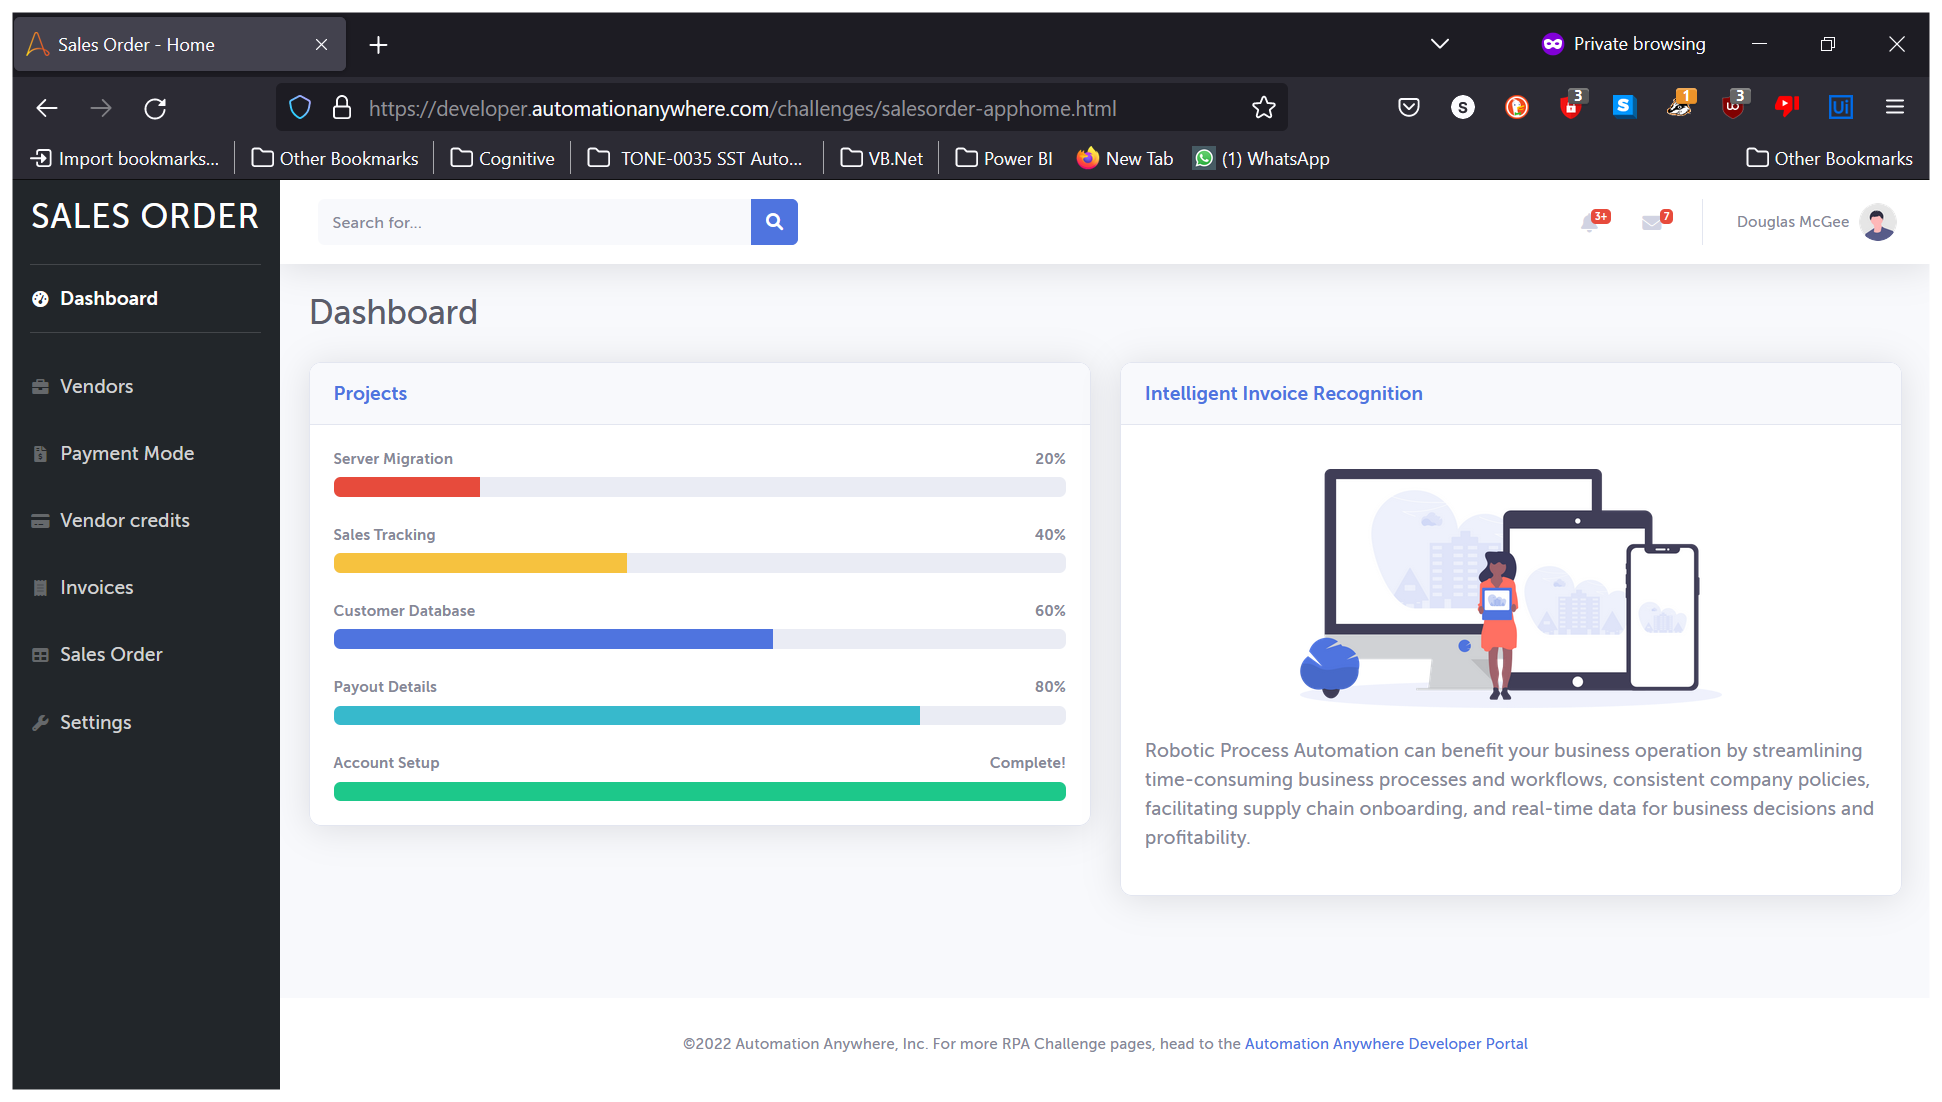 Sales Order - Home
Private browsing
https://developer.automationanywhere.com/challenges/salesorder-apphome.html
S
3
S
1
3
Ui
Import bookmarks...
Other Bookmarks
Cognitive
TONE-0035 SST Auto...
VB.Net
Power BI
New Tab
(1) WhatsApp
Other Bookmarks
SALES ORDER
Search for...
3+
7
Douglas McGee
Dashboard
Vendors
Payment Mode
Vendor credits
Invoices
Sales Order
Settings
Dashboard
Projects
Server Migration 20%
Sales Tracking 40%
Customer Database 60%
Payout Details 80%
Account Setup Complete!
Intelligent Invoice Recognition
Robotic Process Automation can benefit your business operation by streamlining
time-consuming business processes and workflows, consistent company policies,
facilitating supply chain onboarding, and real-time data for business decisions and
profitability.
©2022 Automation Anywhere, Inc. For more RPA Challenge pages, head to the Automation Anywhere Developer Portal